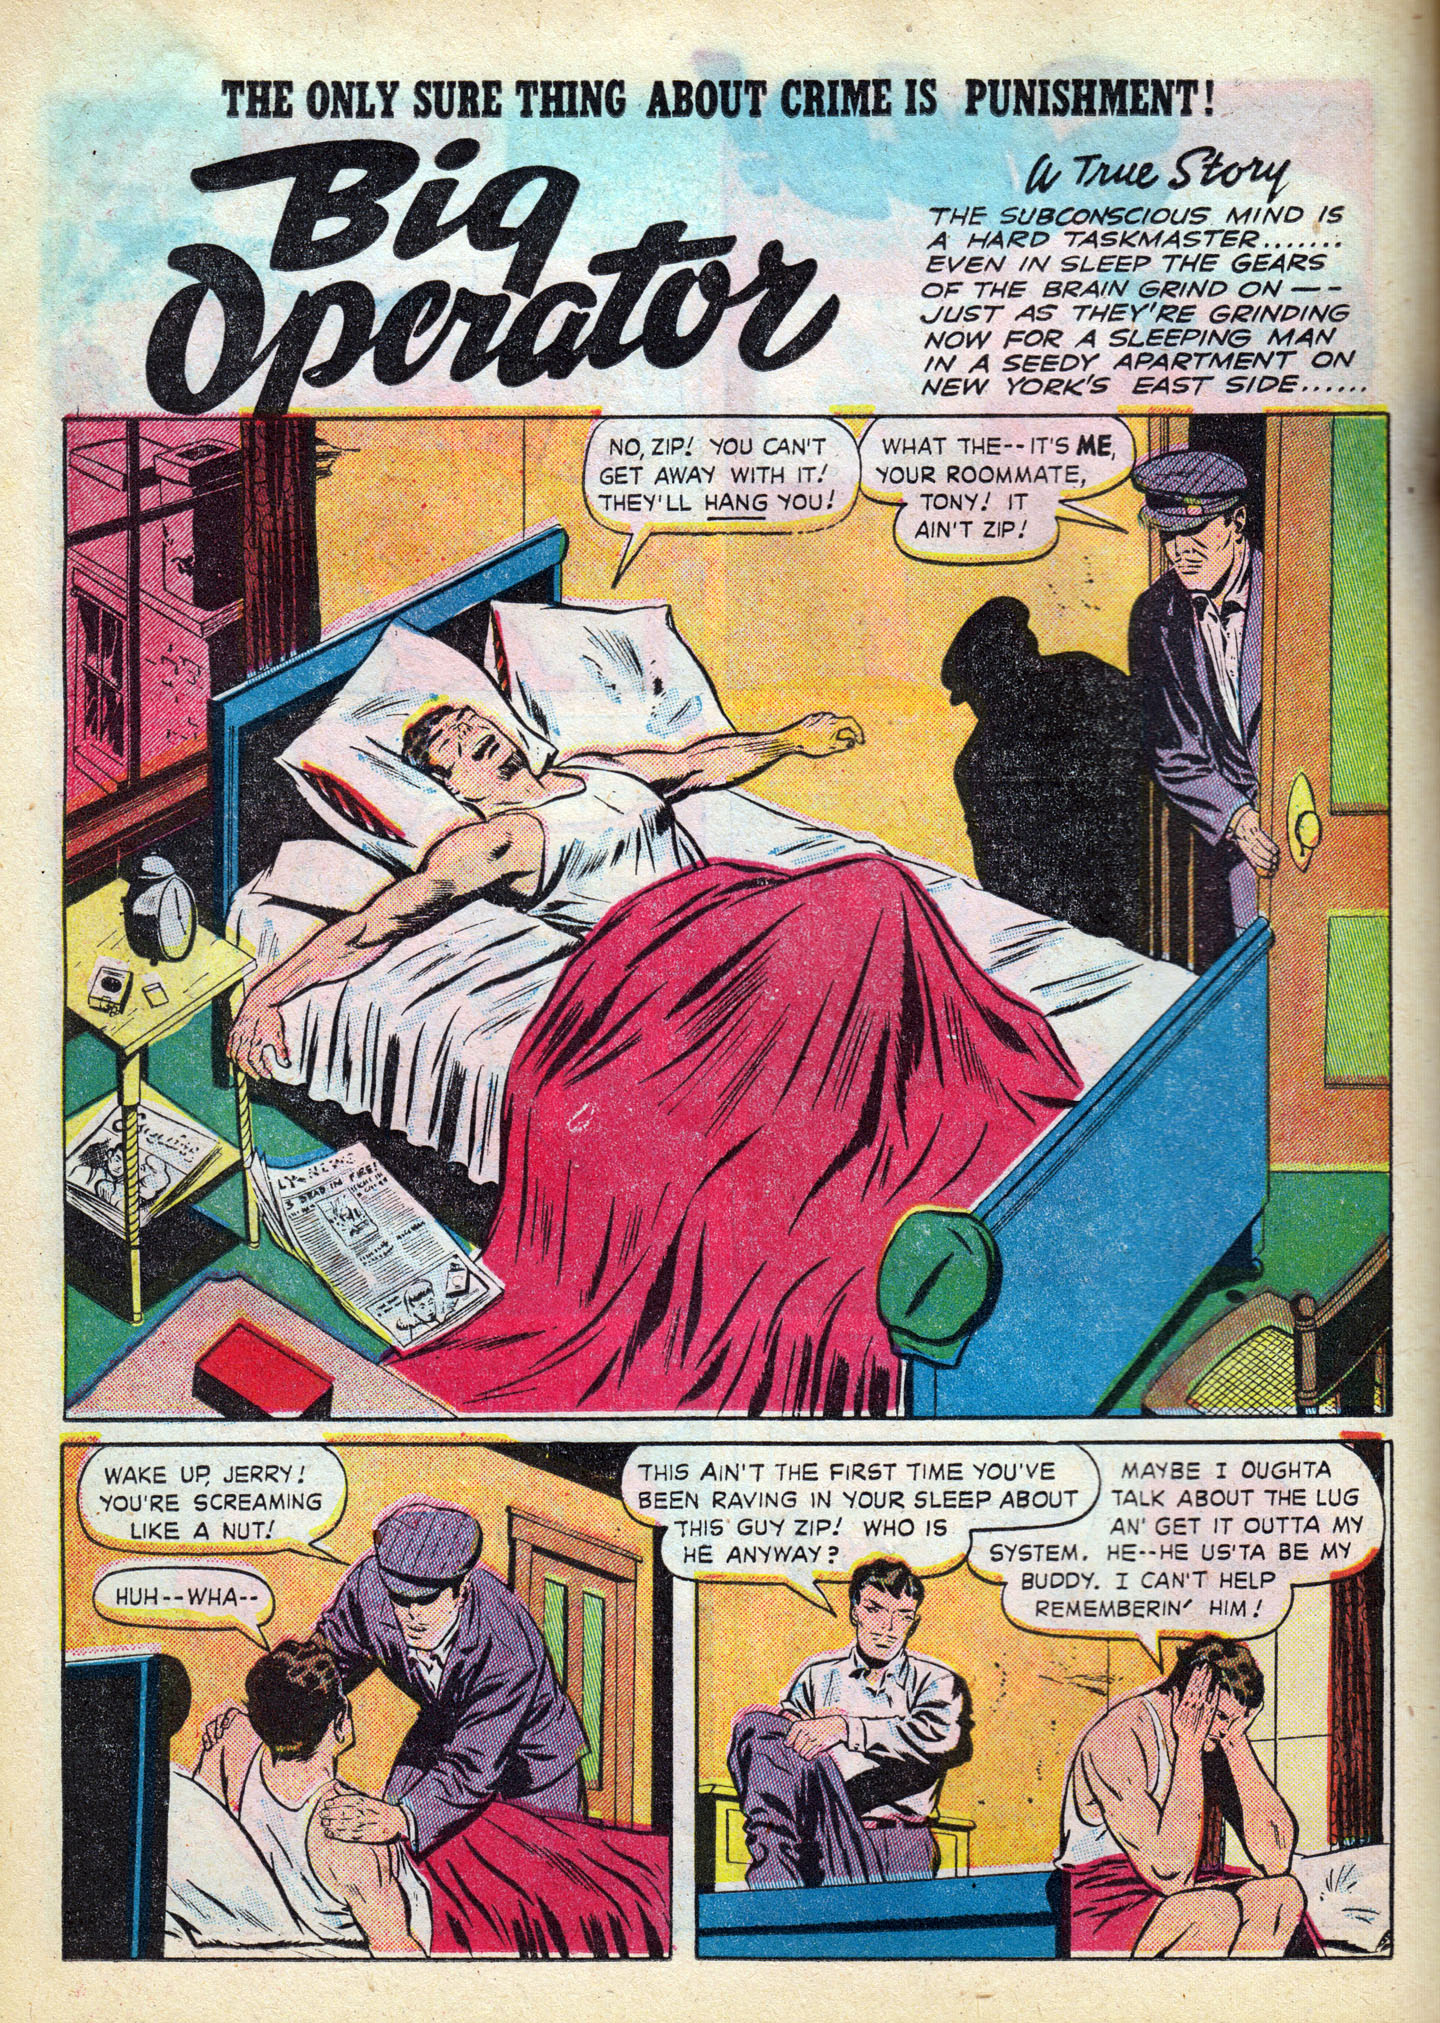 THE ONLY SURE THING ABOUT CRIME IS PUNISHMENT!
Big
Operator
A True Story
THE SUBCONSCIOUS MIND IS
A HARD TASKMASTER.......
EVEN IN SLEEP THE GEARS
OF THE BRAIN GRIND ON --
JUST AS THEY'RE GRINDING
NOW FOR A SLEEPING MAN
IN A SEEDY APARTMENT ON
NEW YORK'S EAST SIDE......
NO, ZIP! YOU CAN'T
GET AWAY WITH IT!
THEY'LL HANG YOU!
WHAT THE--IT'S ME,
YOUR ROOMMATE,
TONY! IT
AIN'T ZIP!
3 DEAD IN FIRE!
WAKE UP, JERRY!
YOU'RE SCREAMING
LIKE A NUT!
HUH--WHA--
THIS AIN'T THE FIRST TIME YOU'VE
BEEN RAVING IN YOUR SLEEP ABOUT
THIS GUY ZIP! WHO IS
HE ANYWAY?
MAYBE I OUGHTA
TALK ABOUT THE LUG
AN' GET IT OUTTA MY
SYSTEM. HE--HE US'TA BE MY
BUDDY. I CAN'T HELP
REMEMBERIN' HIM!